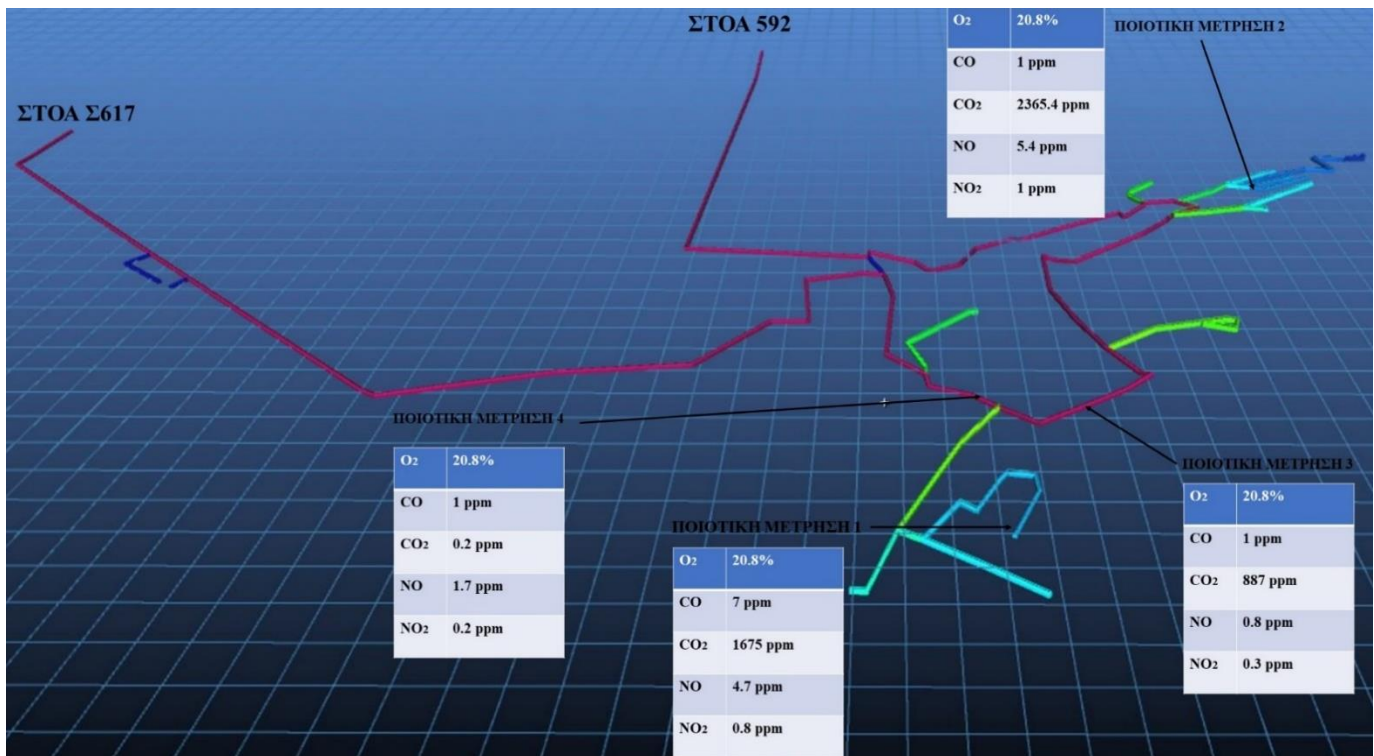 ΣΤΟΑ 592
ΣΤΟΑ Σ617
ΠΟΙΟΤΙΚΗ ΜΕΤΡΗΣΗ 2
O2 20.8%
CO 1 ppm
CO2 2365.4 ppm
NO 5.4 ppm
NO2 1 ppm
ΠΟΙΟΤΙΚΗ ΜΕΤΡΗΣΗ 4
O2 20.8%
CO 1 ppm
CO2 0.2 ppm
NO 1.7 ppm
NO2 0.2 ppm
ΠΟΙΟΤΙΚΗ ΜΕΤΡΗΣΗ 1
O2 20.8%
CO 7 ppm
CO2 1675 ppm
NO 4.7 ppm
NO2 0.8 ppm
ΠΟΙΟΤΙΚΗ ΜΕΤΡΗΣΗ 3
O2 20.8%
CO 1 ppm
CO2 887 ppm
NO 0.8 ppm
NO2 0.3 ppm